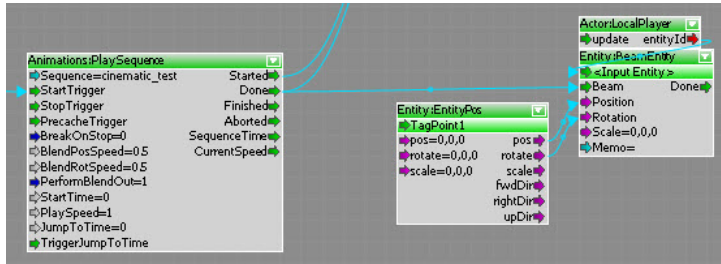 Animations:PlaySequence
Sequence=cinematic_test Started
StartTrigger Done
StopTrigger Finished
PrecacheTrigger Aborted
BreakOnStop=0 SequenceTime
BlendPosSpeed=0.5 CurrentSpeed
BlendRotSpeed=0.5
PerformBlendOut=1
StartTime=0
PlaySpeed=1
JumpToTime=0
TriggerJumpToTime
Entity:EntityPos
TagPoint1
pos=0,0,0 pos
rotate=0,0,0 rotate
scale=0,0,0 scale
fwdDir
rightDir
upDir
Actor:LocalPlayer
update entityId
Entity:BeamEntity
<Input Entity>
Beam Done
Position
Rotation
Scale=0,0,0
Memo=